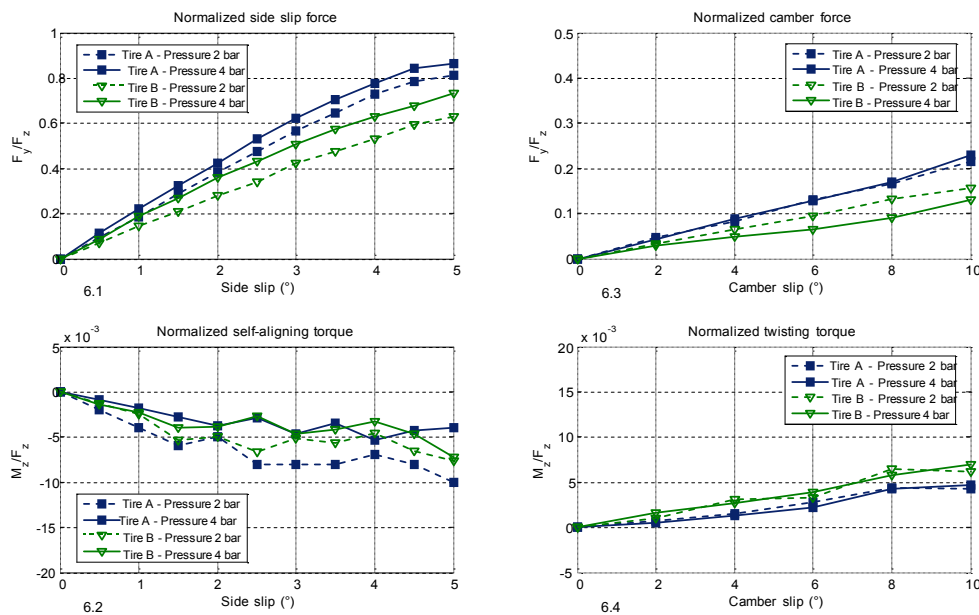 Normalized side slip force
1
0.8
0.6
0.4
0.2
0
F_y/F_z
Tire A - Pressure 2 bar
Tire A - Pressure 4 bar
Tire B - Pressure 2 bar
Tire B - Pressure 4 bar
0 1 2 3 4 5
Side slip (°)
6.1
Normalized camber force
0.5
0.4
0.3
0.2
0.1
0
F_y/F_z
Tire A - Pressure 2 bar
Tire A - Pressure 4 bar
Tire B - Pressure 2 bar
Tire B - Pressure 4 bar
0 2 4 6 8 10
Camber slip (°)
6.3
Normalized self-aligning torque
x 10^-3
5
0
-5
-10
-15
-20
M_z/F_z
Tire A - Pressure 2 bar
Tire A - Pressure 4 bar
Tire B - Pressure 2 bar
Tire B - Pressure 4 bar
0 1 2 3 4 5
Side slip (°)
6.2
Normalized twisting torque
x 10^-3
20
15
10
5
0
-5
M_z/F_z
Tire A - Pressure 2 bar
Tire A - Pressure 4 bar
Tire B - Pressure 2 bar
Tire B - Pressure 4 bar
0 2 4 6 8 10
Camber slip (°)
6.4